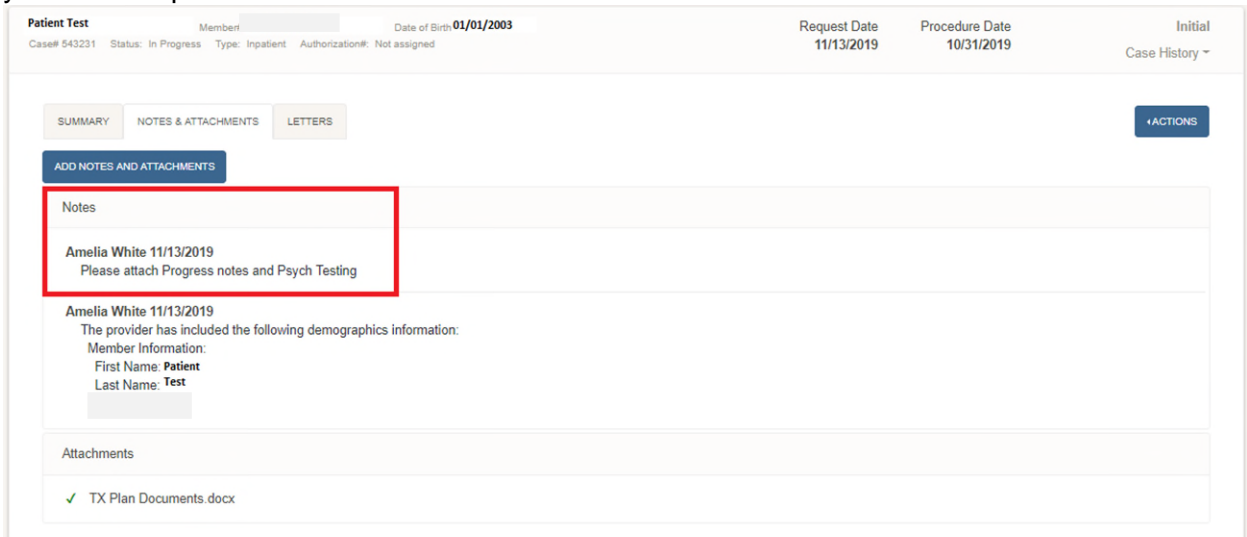 Patient Test Member Date of Birth 01/01/2003 Request Date Procedure Date Initial
Case# 543231 Status: In Progress Type: Inpatient Authorization#: Not assigned 11/13/2019 10/31/2019 Case History
SUMMARY NOTES & ATTACHMENTS LETTERS ACTIONS
ADD NOTES AND ATTACHMENTS
Notes
Amelia White 11/13/2019
Please attach Progress notes and Psych Testing
Amelia White 11/13/2019
The provider has included the following demographics information:
Member Information:
First Name: Patient
Last Name: Test
Attachments
✓ TX Plan Documents.docx